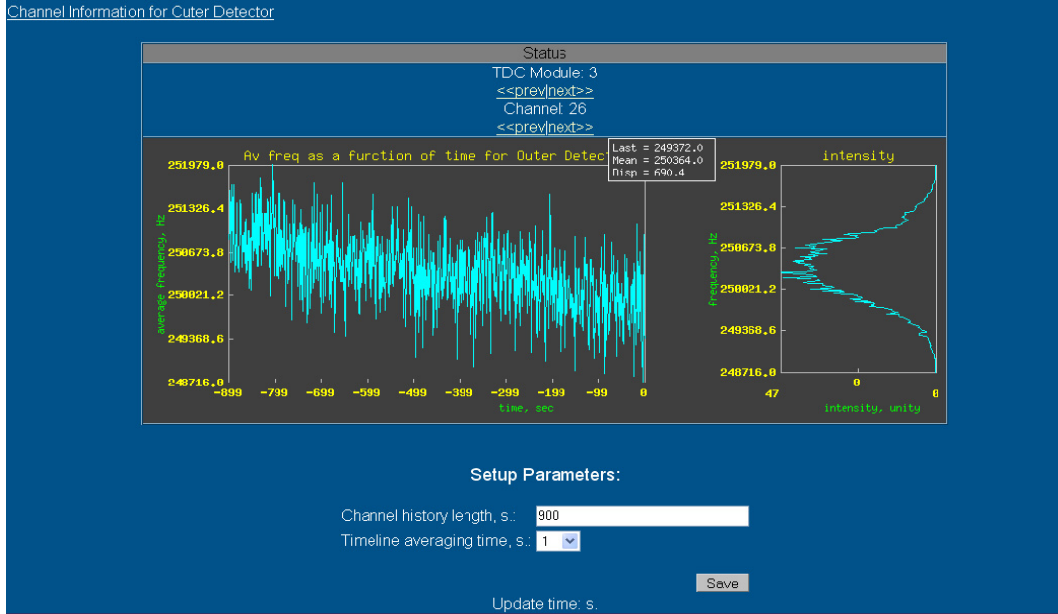 Channel Information for Cuter Detector
Status
TDC Module: 3
<<prev|next>>
Channel: 26
<<prev|next>>
Av freq as a furction of time for Outer Detec
Last = 249372.0
Mean = 250364.0
Disp = 690.4
intensity
251979.0
251326.4
250673.8
250021.2
249368.6
248716.0
average frequency, Hz
-899 -799 -699 -599 -499 -399 -299 -199 -99 0
time, sec
251979.0
251326.4
250673.8
250021.2
249368.6
248716.0
frequency, Hz
47 0 0
intensity, unity
Setup Parameters:
Channel history length, s.: 900
Timeline averaging time, s.: 1
Save
Update time: s.